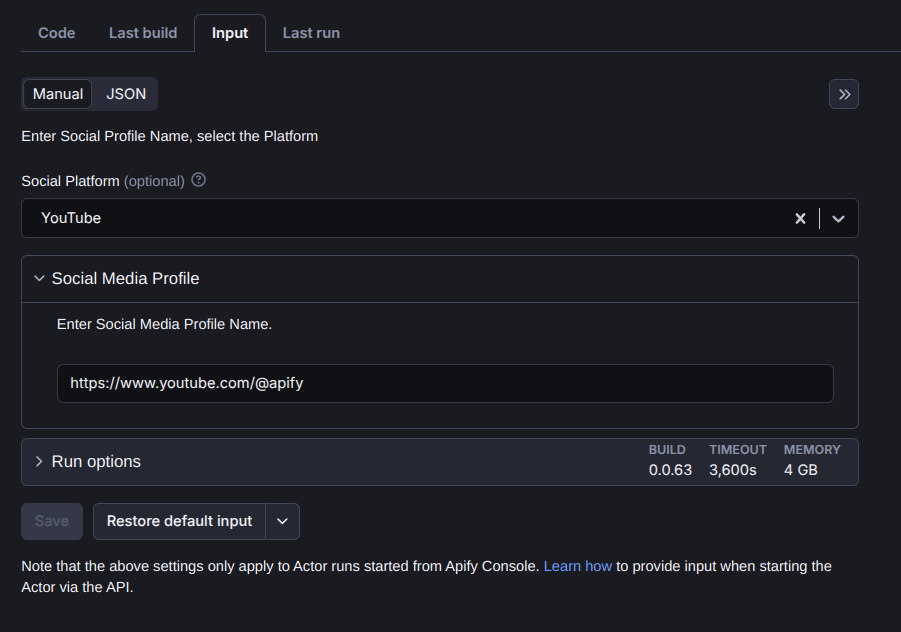 Code Last build Input Last run
Manual JSON
Enter Social Profile Name, select the Platform
Social Platform (optional)
YouTube
Social Media Profile
Enter Social Media Profile Name.
https://www.youtube.com/@apify
Run options
BUILD TIMEOUT MEMORY
0.0.63 3,600s 4 GB
Save Restore default input
Note that the above settings only apply to Actor runs started from Apify Console. Learn how to provide input when starting the
Actor via the API.